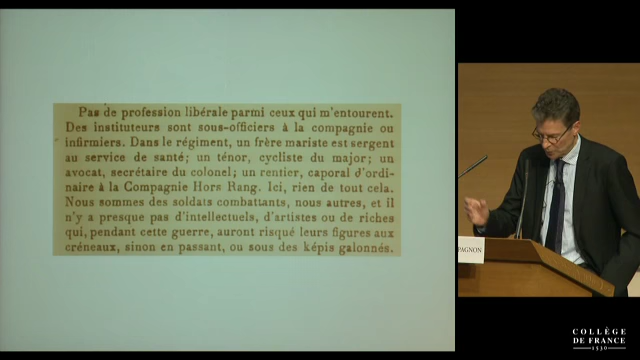 Pas de profession libérale parmi ceux qui m'entourent.
Des instituteurs sont sous-officiers à la compagnie ou
infirmiers. Dans le régiment, un frère mariste est sergent
au service de santé; un ténor, cycliste du major; un
avocat, secrétaire du colonel; un rentier, caporal d'ordi-
naire à la Compagnie Hors Rang. Ici, rien de tout cela.
Nous sommes des soldats combattants, nous autres, et il
n'y a presque pas d'intellectuels, d'artistes ou de riches
qui, pendant cette guerre, auront risqué leurs figures aux
créneaux, sinon en passant, ou sous des képis galonnés.
PAGNON
COLLÈGE
DE FRANCE
1530